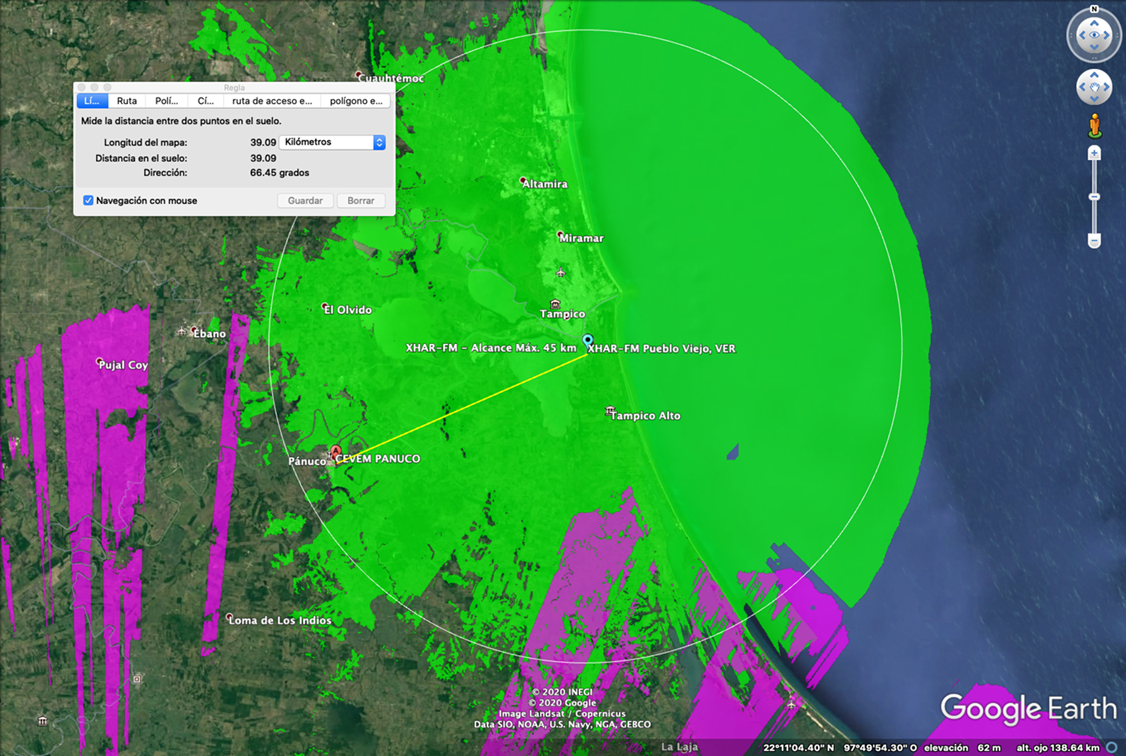 N
Cuauhtémoc
Regla
Lí...
Ruta
Polí...
Cí...
ruta de acceso e...
polígono e...
Mide la distancia entre dos puntos en el suelo.
Longitud del mapa: 39.09 Kilómetros
Distancia en el suelo: 39.09
Dirección: 66.45 grados
Navegación con mouse
Guardar
Borrar
Altamira
Miramar
El Olvido
Tampico
Ebano
XHAR-FM - Alcance Máx. 45 km
XHAR-FM Pueblo Viejo, VER
Pujal Coy
Tampico Alto
Pánuco
CEVEM PANUCO
Loma de Los Indios
© 2020 INEGI
© 2020 Google
Image Landsat / Copernicus
Data SIO, NOAA, U.S. Navy, NGA, GEBCO
Google Earth
La Laja
22°11'04.40" N 97°49'54.30" O elevación 62 m alt. ojo 138.64 km